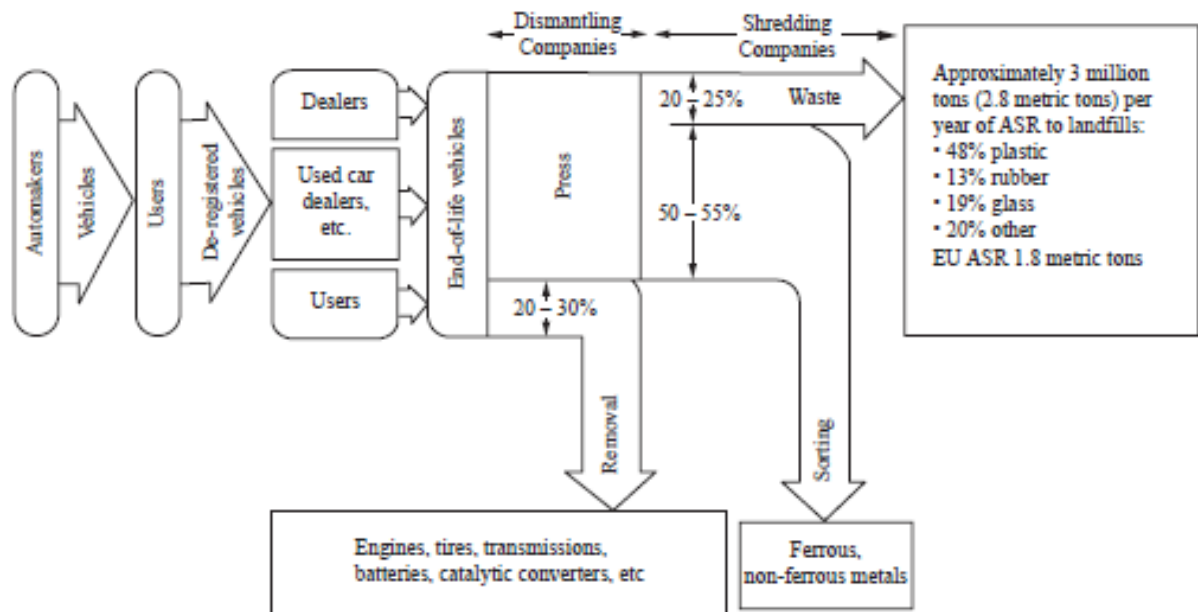 Dismantling
Companies
Shredding
Companies
Automakers
Vehicles
Users
De-registered
vehicles
Dealers
Used car
dealers,
etc.
Users
End-of-life vehicles
Press
20 – 25%
Waste
50 – 55%
20 – 30%
Removal
Sorting
Approximately 3 million
tons (2.8 metric tons) per
year of ASR to landfills:
• 48% plastic
• 13% rubber
• 19% glass
• 20% other
EU ASR 1.8 metric tons
Engines, tires, transmissions,
batteries, catalytic converters, etc
Ferrous,
non-ferrous metals